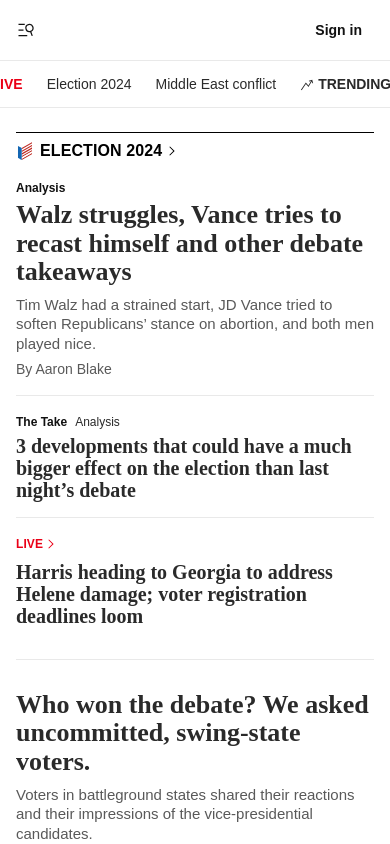 Sign in
IVE
Election 2024
Middle East conflict
TRENDING
ELECTION 2024
Analysis
Walz struggles, Vance tries to
recast himself and other debate
takeaways
Tim Walz had a strained start, JD Vance tried to
soften Republicans’ stance on abortion, and both men
played nice.
By Aaron Blake
The Take Analysis
3 developments that could have a much
bigger effect on the election than last
night’s debate
LIVE
Harris heading to Georgia to address
Helene damage; voter registration
deadlines loom
Who won the debate? We asked
uncommitted, swing-state
voters.
Voters in battleground states shared their reactions
and their impressions of the vice-presidential
candidates.